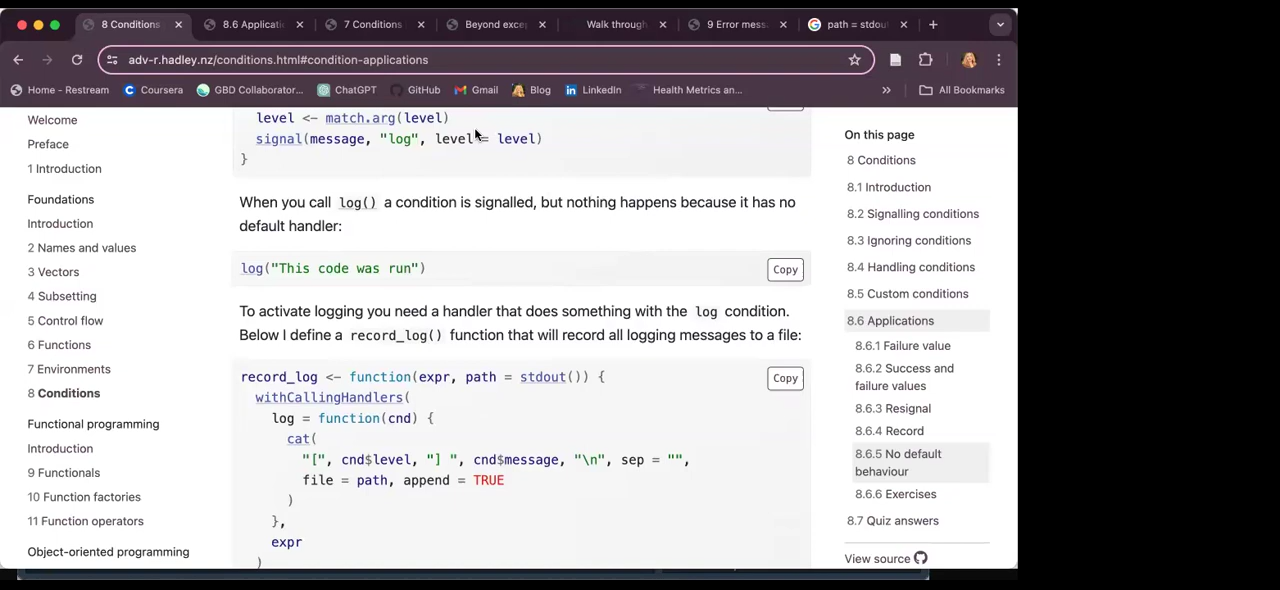 8 Conditions
8.6 Applicati
7 Conditions
Beyond exce
Walk through
9 Error mess
path = stdou
adv-r.hadley.nz/conditions.html#condition-applications
Home - Restream
Coursera
GBD Collaborator...
ChatGPT
GitHub
Gmail
Blog
LinkedIn
Health Metrics an...
»
All Bookmarks
Welcome
Preface
1 Introduction
Foundations
Introduction
2 Names and values
3 Vectors
4 Subsetting
5 Control flow
6 Functions
7 Environments
8 Conditions
Functional programming
Introduction
9 Functionals
10 Function factories
11 Function operators
Object-oriented programming
level <- match.arg(level)
signal(message, "log", level = level)
}
When you call log() a condition is signalled, but nothing happens because it has no
default handler:
log("This code was run")
Copy
To activate logging you need a handler that does something with the log condition.
Below I define a record_log() function that will record all logging messages to a file:
record_log <- function(expr, path = stdout()) {
Copy
withCallingHandlers(
log = function(cnd) {
cat(
"[", cnd$level, "] ", cnd$message, "\n", sep = "",
file = path, append = TRUE
)
},
expr
)
On this page
8 Conditions
8.1 Introduction
8.2 Signalling conditions
8.3 Ignoring conditions
8.4 Handling conditions
8.5 Custom conditions
8.6 Applications
8.6.1 Failure value
8.6.2 Success and
failure values
8.6.3 Resignal
8.6.4 Record
8.6.5 No default
behaviour
8.6.6 Exercises
8.7 Quiz answers
View source